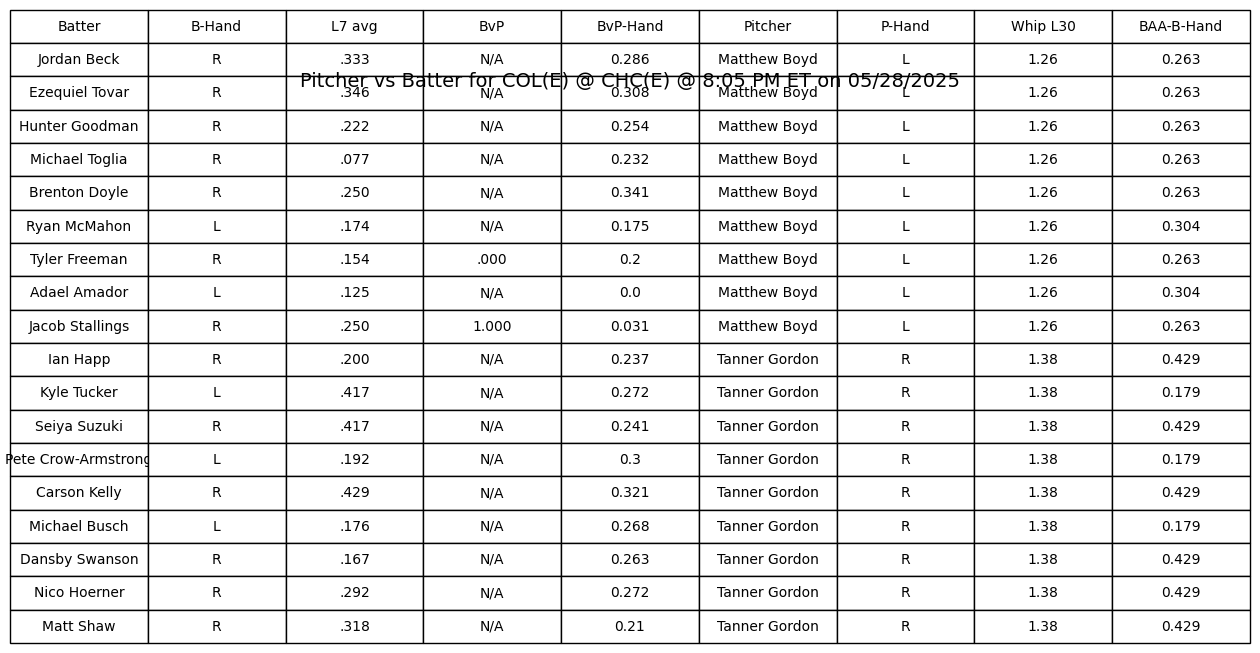 Batter B-Hand L7 avg BvP BvP-Hand Pitcher P-Hand Whip L30 BAA-B-Hand
Jordan Beck R .333 N/A 0.286 Matthew Boyd L 1.26 0.263
Pitcher vs Batter for COL(E) @ CHC(E) @ 8:05 PM ET on 05/28/2025
Ezequiel Tovar R .346 N/A 0.308 Matthew Boyd L 1.26 0.263
Hunter Goodman R .222 N/A 0.254 Matthew Boyd L 1.26 0.263
Michael Toglia R .077 N/A 0.232 Matthew Boyd L 1.26 0.263
Brenton Doyle R .250 N/A 0.341 Matthew Boyd L 1.26 0.263
Ryan McMahon L .174 N/A 0.175 Matthew Boyd L 1.26 0.304
Tyler Freeman R .154 .000 0.2 Matthew Boyd L 1.26 0.263
Adael Amador L .125 N/A 0.0 Matthew Boyd L 1.26 0.304
Jacob Stallings R .250 1.000 0.031 Matthew Boyd L 1.26 0.263
Ian Happ R .200 N/A 0.237 Tanner Gordon R 1.38 0.429
Kyle Tucker L .417 N/A 0.272 Tanner Gordon R 1.38 0.179
Seiya Suzuki R .417 N/A 0.241 Tanner Gordon R 1.38 0.429
Pete Crow-Armstrong L .192 N/A 0.3 Tanner Gordon R 1.38 0.179
Carson Kelly R .429 N/A 0.321 Tanner Gordon R 1.38 0.429
Michael Busch L .176 N/A 0.268 Tanner Gordon R 1.38 0.179
Dansby Swanson R .167 N/A 0.263 Tanner Gordon R 1.38 0.429
Nico Hoerner R .292 N/A 0.272 Tanner Gordon R 1.38 0.429
Matt Shaw R .318 N/A 0.21 Tanner Gordon R 1.38 0.429